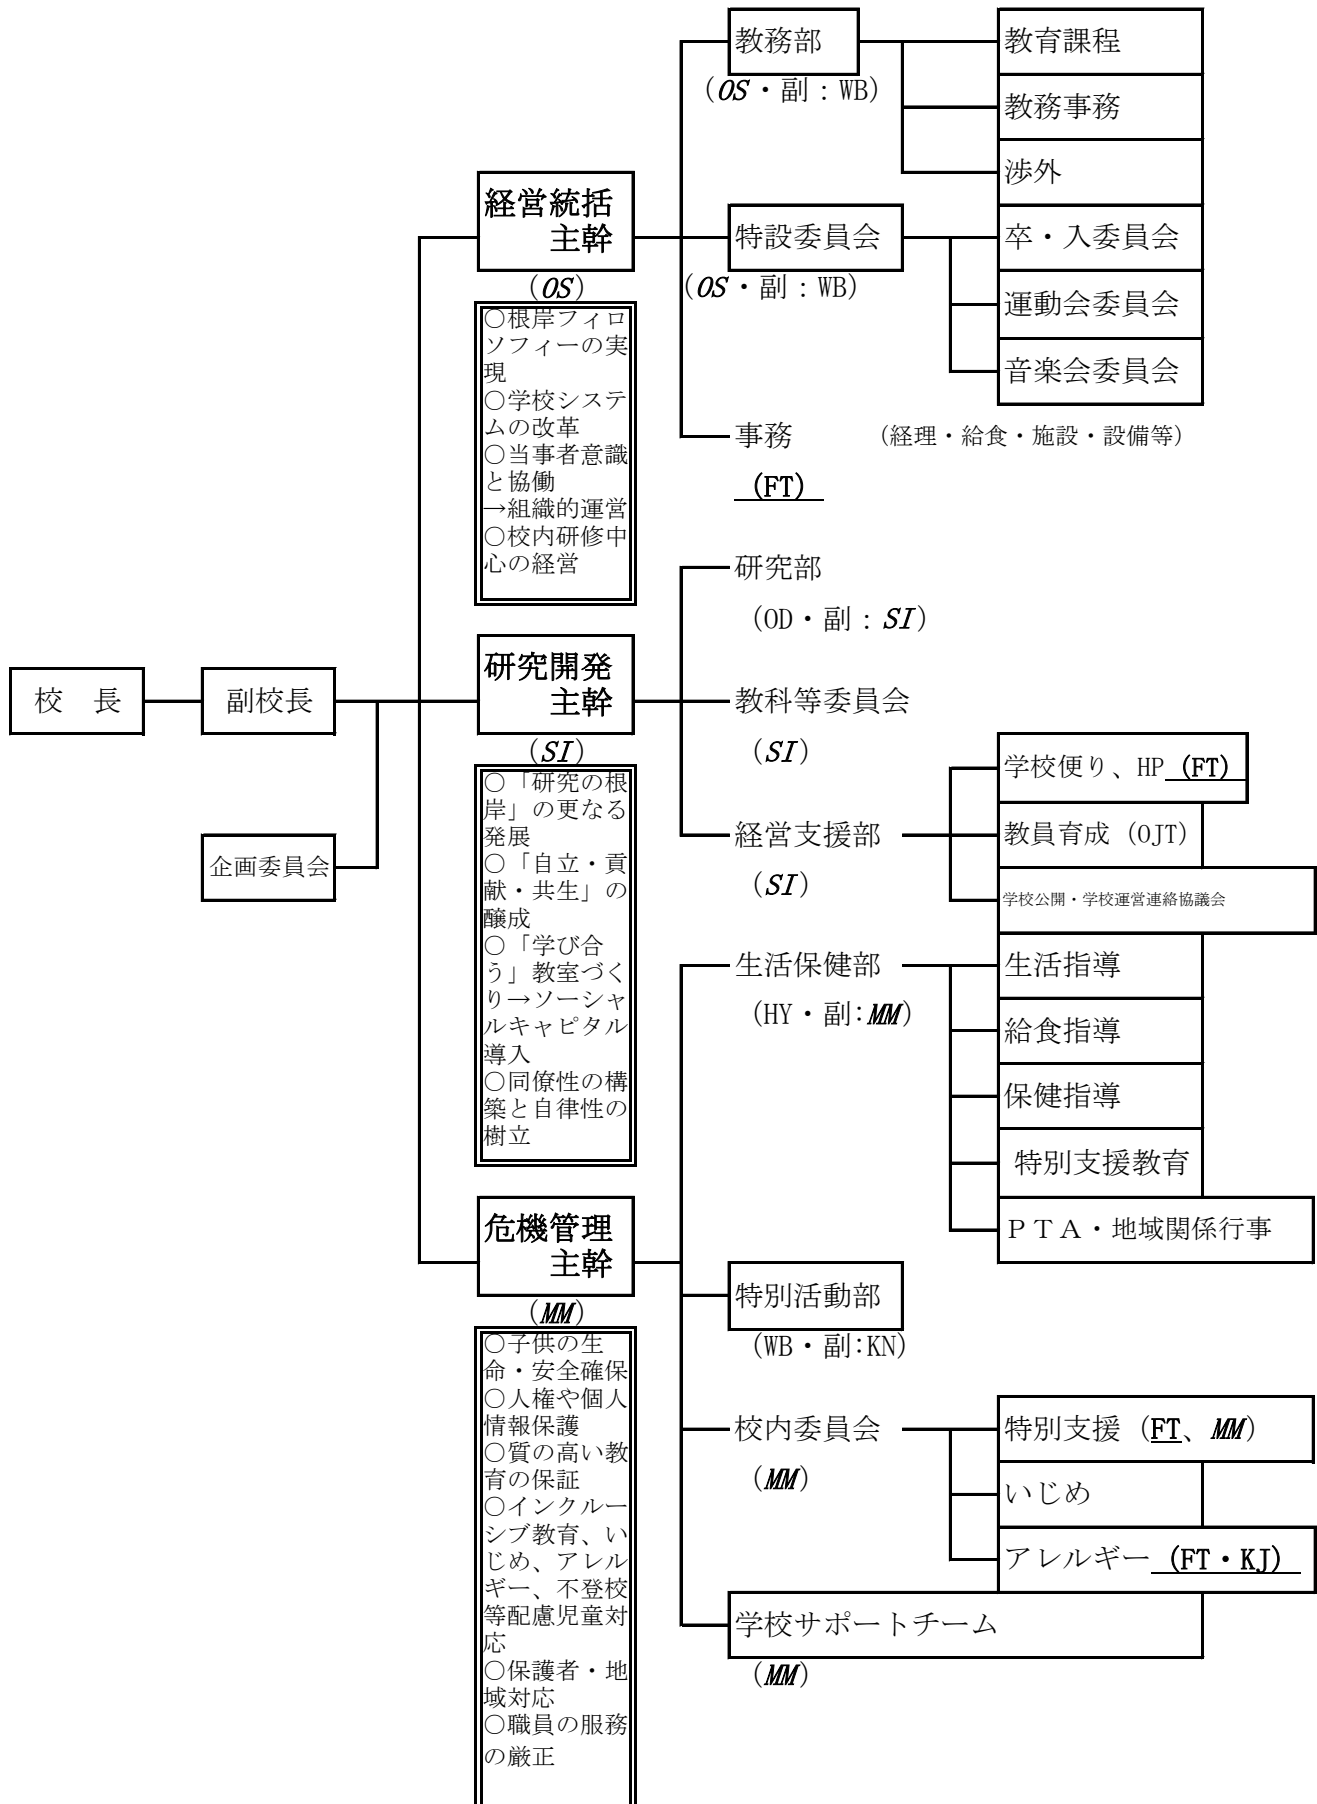 校　長
副校長
企画委員会
経営統括
主幹
（OS）
○根岸フィロ
ソフィーの実
現
○学校システ
ムの改革
○当事者意識
と協働
→組織的運営
○校内研修中
心の経営
教務部
（OS・副：WB）
教育課程
教務事務
渉外
特設委員会
（OS・副：WB）
卒・入委員会
運動会委員会
音楽会委員会
事務　　　（経理・給食・施設・設備等）
（FT）
研究開発
主幹
（SI）
○「研究の根
岸」の更なる
発展
○「自立・貢
献・共生」の
醸成
○「学び合
う」教室づく
り→ソーシャ
ルキャピタル
導入
○同僚性の構
築と自律性の
樹立
研究部
（OD・副：SI）
教科等委員会
（SI）
経営支援部
（SI）
学校便り、HP（FT）
教員育成（OJT）
学校公開・学校運営連絡協議会
危機管理
主幹
（MM）
○子供の生
命・安全確保
○人権や個人
情報保護
○質の高い教
育の保証
○インクルー
シブ教育、い
じめ、アレル
ギー、不登校
等配慮児童対
応
○保護者・地
域対応
○職員の服務
の厳正
生活保健部
（HY・副:MM）
生活指導
給食指導
保健指導
特別支援教育
ＰＴＡ・地域関係行事
特別活動部
（WB・副:KN）
校内委員会
（MM）
特別支援（FT、MM）
いじめ
アレルギー（FT・KJ）
学校サポートチーム
（MM）